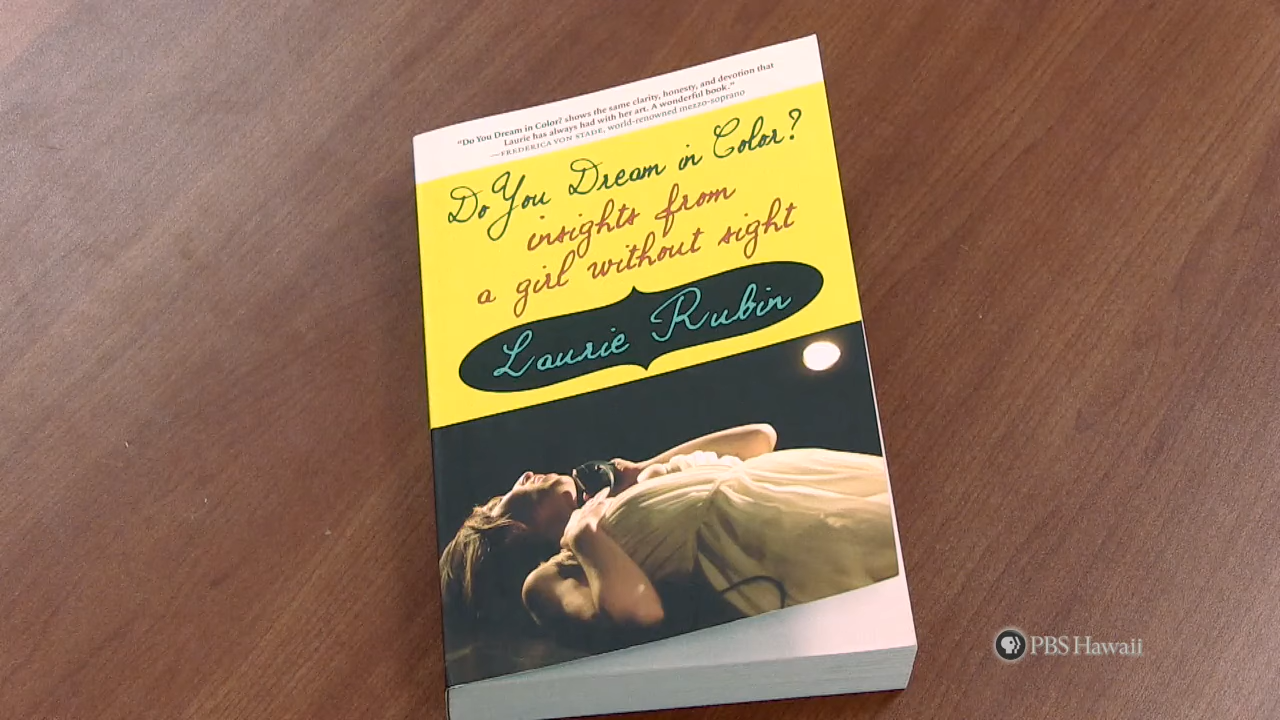 "Do You Dream in Color? shows the same clarity, honesty, and devotion that
Laurie has always had with her art. A wonderful book."
—FREDERICA VON STADE, world-renowned mezzo-soprano
Do You Dream in Color?
insights from
a girl without sight
Laurie Rubin
PBS Hawaii